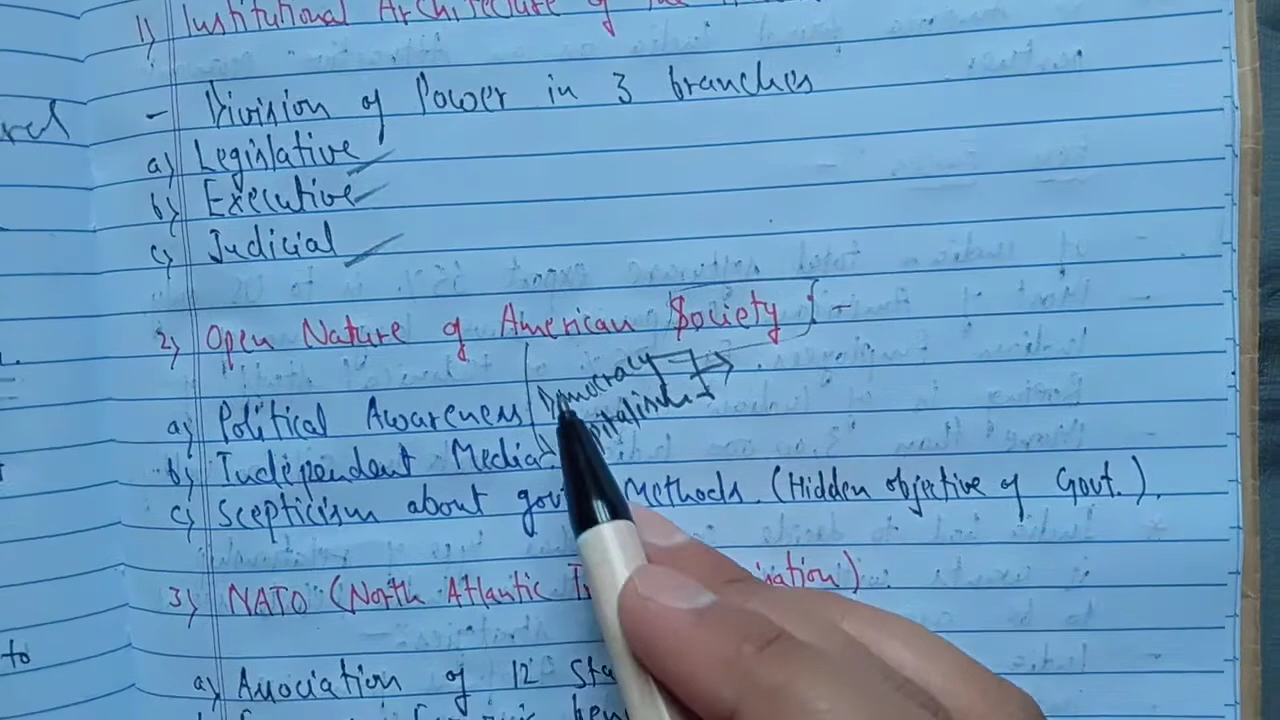 1) Institutional Architecture of the
- Division of Power in 3 branches
a) Legislative
b) Executive
c) Judicial
2) Open Nature of American Society } -
Democracy
a) Political Awareness
b) Independent Media
c) Scepticism about govt Methods. (Hidden objective of Govt.).
3) NATO (North Atlantic
a) Association of 12
to